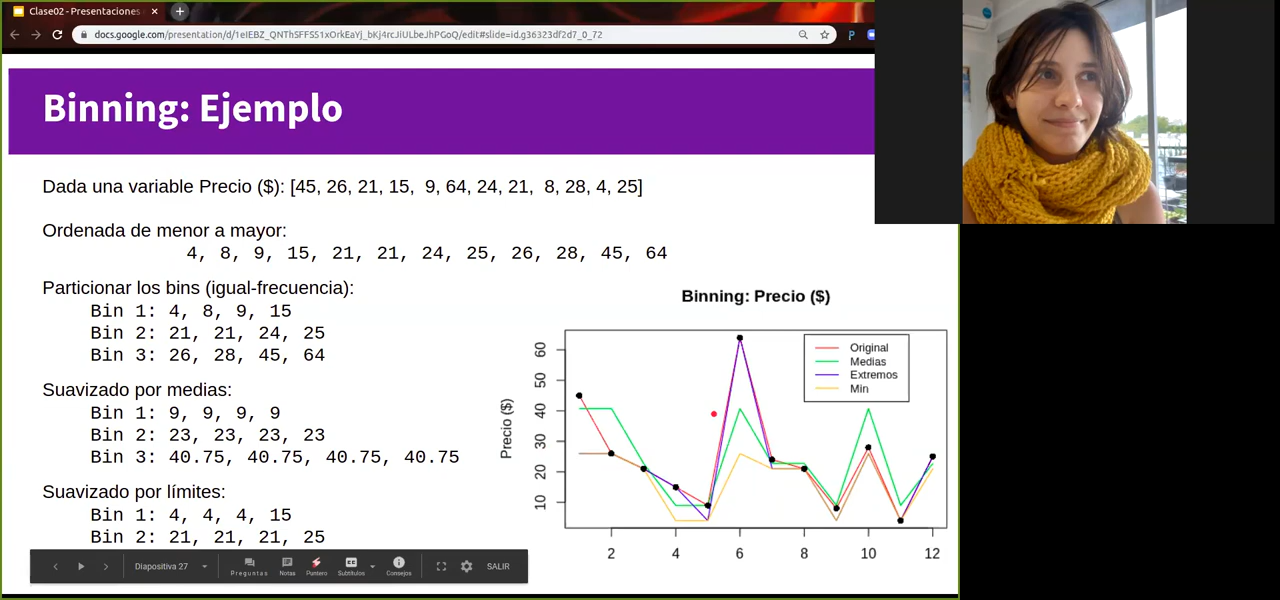 Clase02 - Presentaciones
docs.google.com/presentation/d/1eIEBZ_QNThSFFS51xOrkEaYj_bKj4rcJiULbeJhPGoQ/edit#slide=id.g36323df2d7_0_72
Binning: Ejemplo
Dada una variable Precio ($): [45, 26, 21, 15, 9, 64, 24, 21, 8, 28, 4, 25]
Ordenada de menor a mayor:
4, 8, 9, 15, 21, 21, 24, 25, 26, 28, 45, 64
Particionar los bins (igual-frecuencia):
Bin 1: 4, 8, 9, 15
Bin 2: 21, 21, 24, 25
Bin 3: 26, 28, 45, 64
Suavizado por medias:
Bin 1: 9, 9, 9, 9
Bin 2: 23, 23, 23, 23
Bin 3: 40.75, 40.75, 40.75, 40.75
Suavizado por límites:
Bin 1: 4, 4, 4, 15
Bin 2: 21, 21, 21, 25
Binning: Precio ($)
Precio ($)
60
50
40
30
20
10
2 4 6 8 10 12
Original
Medias
Extremos
Min
Diapositiva 27
Preguntas
Notas
Puntero
Subtítulos
Consejos
SALIR